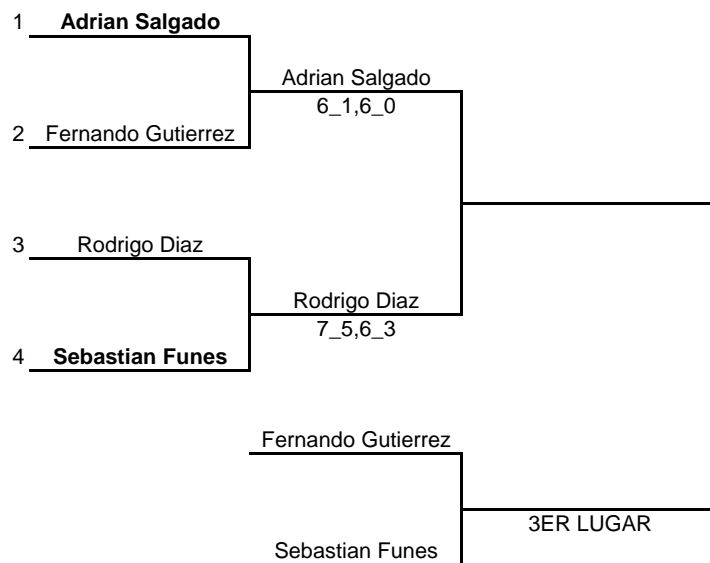 1 Adrian Salgado
Adrian Salgado
6_1,6_0
2 Fernando Gutierrez
3 Rodrigo Diaz
Rodrigo Diaz
7_5,6_3
4 Sebastian Funes
Fernando Gutierrez
3ER LUGAR
Sebastian Funes